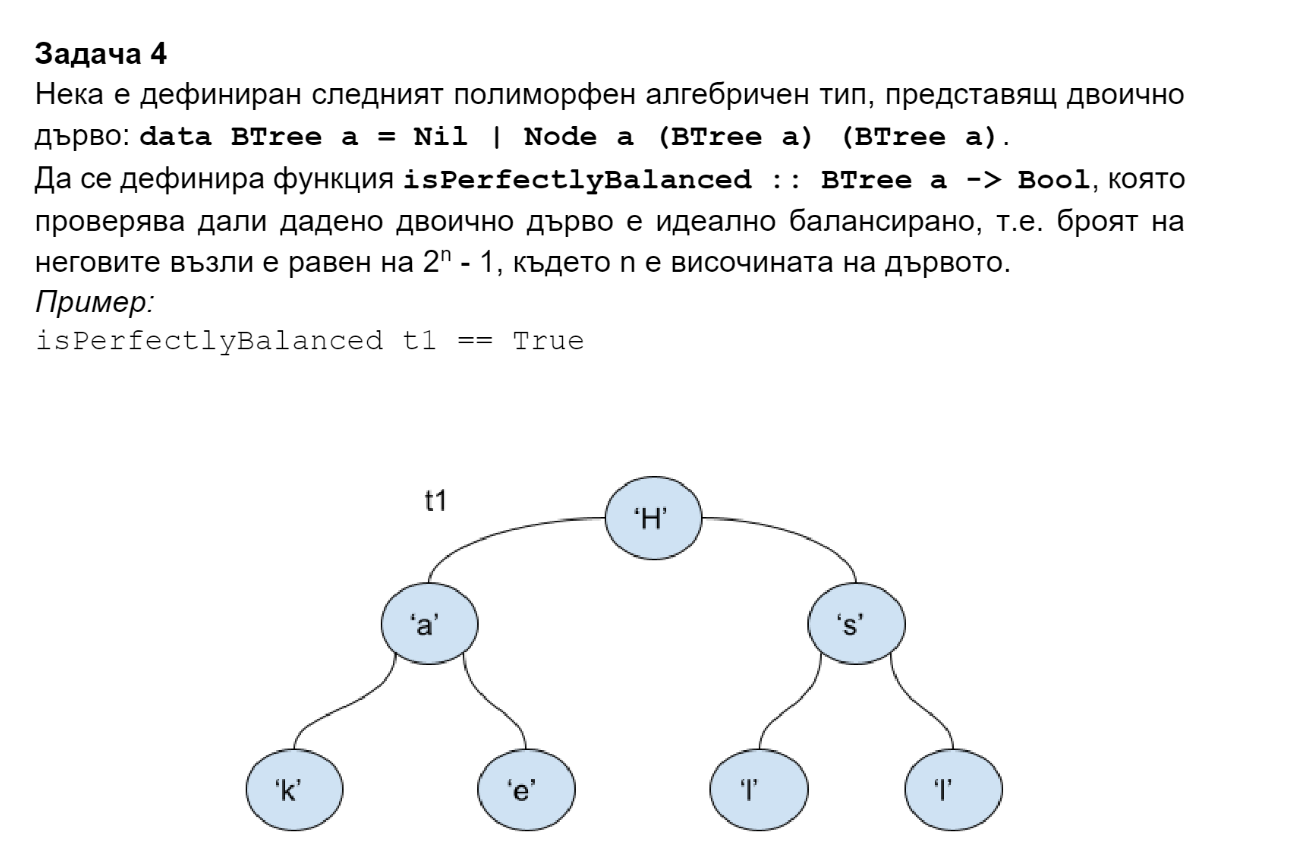 Задача 4
Нека е дефиниран следният полиморфен алгебричен тип, представящ двоично
дърво: data BTree a = Nil | Node a (BTree a) (BTree a).
Да се дефинира функция isPerfectlyBalanced :: BTree a -> Bool, която
проверява дали дадено двоично дърво е идеално балансирано, т.е. броят на
неговите възли е равен на 2ⁿ - 1, където n е височината на дървото.
Пример:
isPerfectlyBalanced t1 == True
t1
‘H’
‘a’
‘s’
‘k’
‘e’
‘l’
‘l’